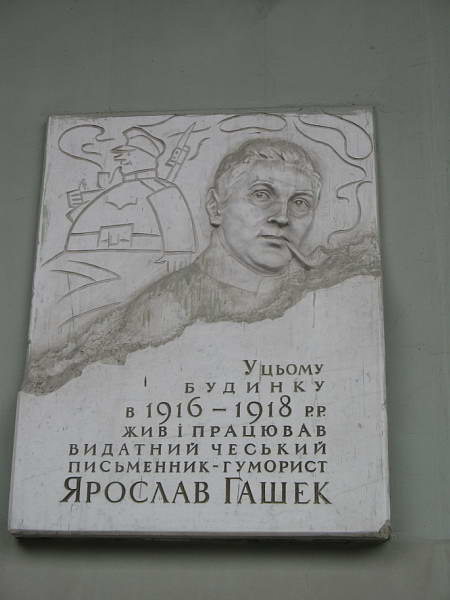 У ЦЬОМУ
БУДИНКУ
В 1916 – 1918 Р.Р.
ЖИВ І ПРАЦЮВАВ
ВИДАТНИЙ ЧЕСЬКИЙ
ПИСЬМЕННИК-ГУМОРИСТ
ЯРОСЛАВ ГАШЕК